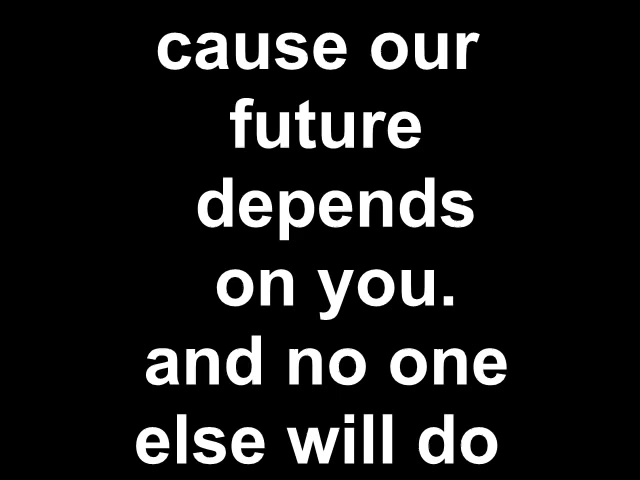 cause our
future
depends
on you.
and no one
else will do